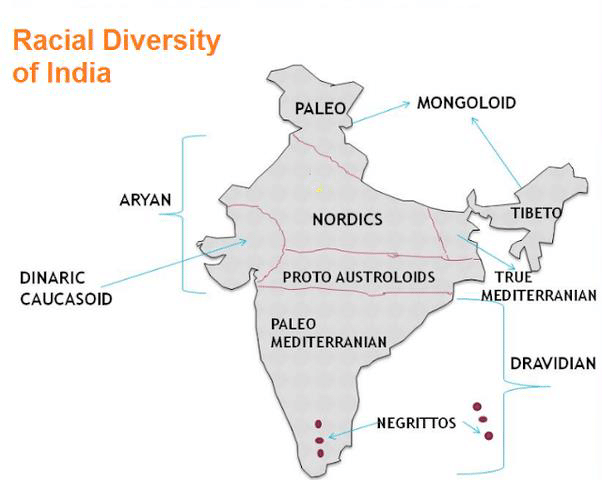 Racial Diversity
of India
PALEO
MONGOLOID
ARYAN
TIBETO
NORDICS
DINARIC
CAUCASOID
PROTO AUSTROLOIDS
TRUE
MEDITERRANIAN
PALEO
MEDITERRANIAN
DRAVIDIAN
NEGRITTOS